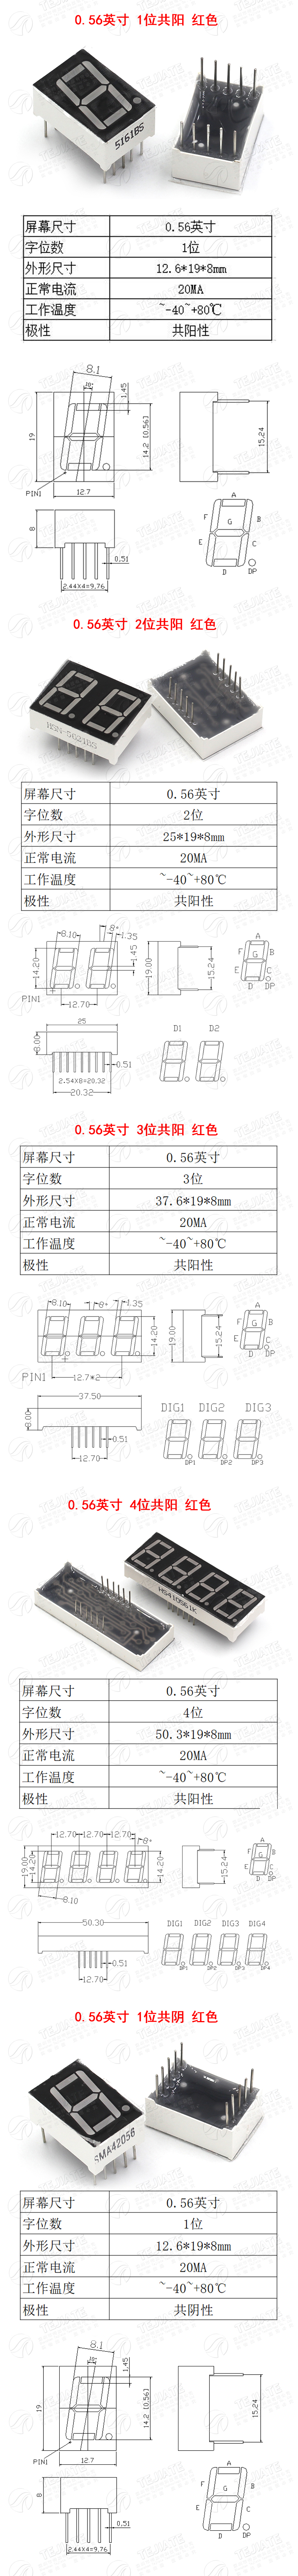 0.56英寸 1位共阳 红色
5161BS
屏幕尺寸 0.56英寸
字位数 1位
外形尺寸 12.6*19*8mm
正常电流 20MA
工作温度 ~-40~+80℃
极性 共阳性
8.1
1.45
19
14.2 [0.56]
15.24
PIN1
12.7
A
F
B
G
E
C
D
DP
8
0.51
2.44X4=9.76
0.56英寸 2位共阳 红色
屏幕尺寸 0.56英寸
字位数 2位
外形尺寸 25*19*8mm
正常电流 20MA
工作温度 ~-40~+80℃
极性 共阳性
8.10
8°
1.35
1.45
14.20
19.00
15.24
PIN1
12.70
A
F
B
G
E
C
D DP
25
8.00
0.51
2.54X8=20.32
20.32
D1 D2
0.56英寸 3位共阳 红色
屏幕尺寸 0.56英寸
字位数 3位
外形尺寸 37.6*19*8mm
正常电流 20MA
工作温度 ~-40~+80℃
极性 共阳性
8.10
8°
1.35
14.20
19.00
15.24
PIN1
12.7*2
A
F
B
G
E
C
D DP
37.50
8.00
0.51
12.70
DIG1 DIG2 DIG3
DP1 DP2 DP3
0.56英寸 4位共阳 红色
屏幕尺寸 0.56英寸
字位数 4位
外形尺寸 50.3*19*8mm
正常电流 20MA
工作温度 ~-40~+80℃
极性 共阳性
12.70 12.70 12.70
8°
19.00
14.20
14.20
15.24
8.10
A
F
B
G
E
C
D DP
50.30
0.51
12.70
DIG1 DIG2 DIG3 DIG4
DP1 DP2 DP3 DP4
0.56英寸 1位共阴 红色
SMA42056
屏幕尺寸 0.56英寸
字位数 1位
外形尺寸 12.6*19*8mm
正常电流 20MA
工作温度 ~-40~+80℃
极性 共阴性
8.1
1.45
19
14.2 [0.56]
15.24
PIN1
12.7
A
F
B
G
E
C
D
DP
8
0.51
2.44X4=9.76